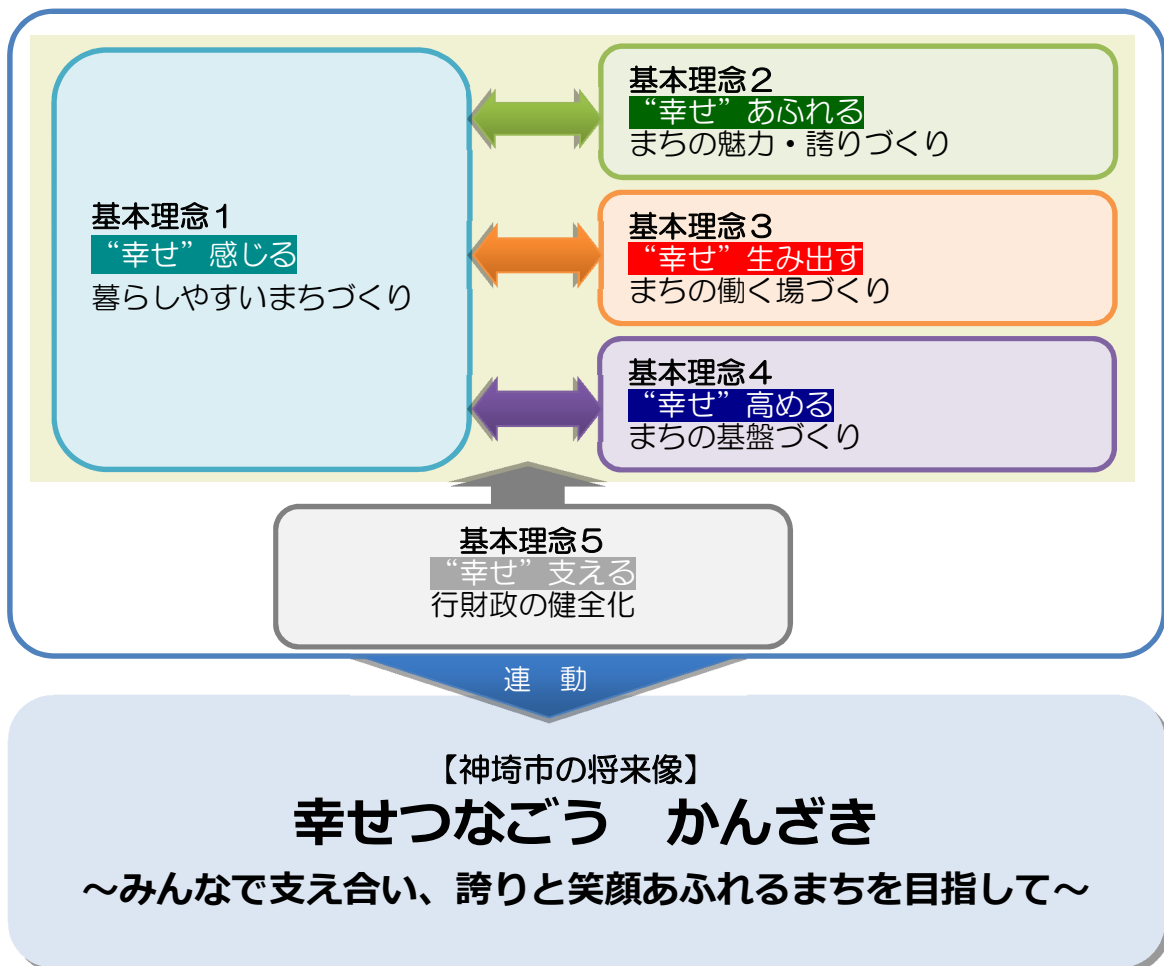 基本理念１
“幸せ”感じる
暮らしやすいまちづくり
基本理念２
“幸せ”あふれる
まちの魅力・誇りづくり
基本理念３
“幸せ”生み出す
まちの働く場づくり
基本理念４
“幸せ”高める
まちの基盤づくり
基本理念５
“幸せ”支える
行財政の健全化
連　動
【神埼市の将来像】
幸せつなごう　かんざき
～みんなで支え合い、誇りと笑顔あふれるまちを目指して～